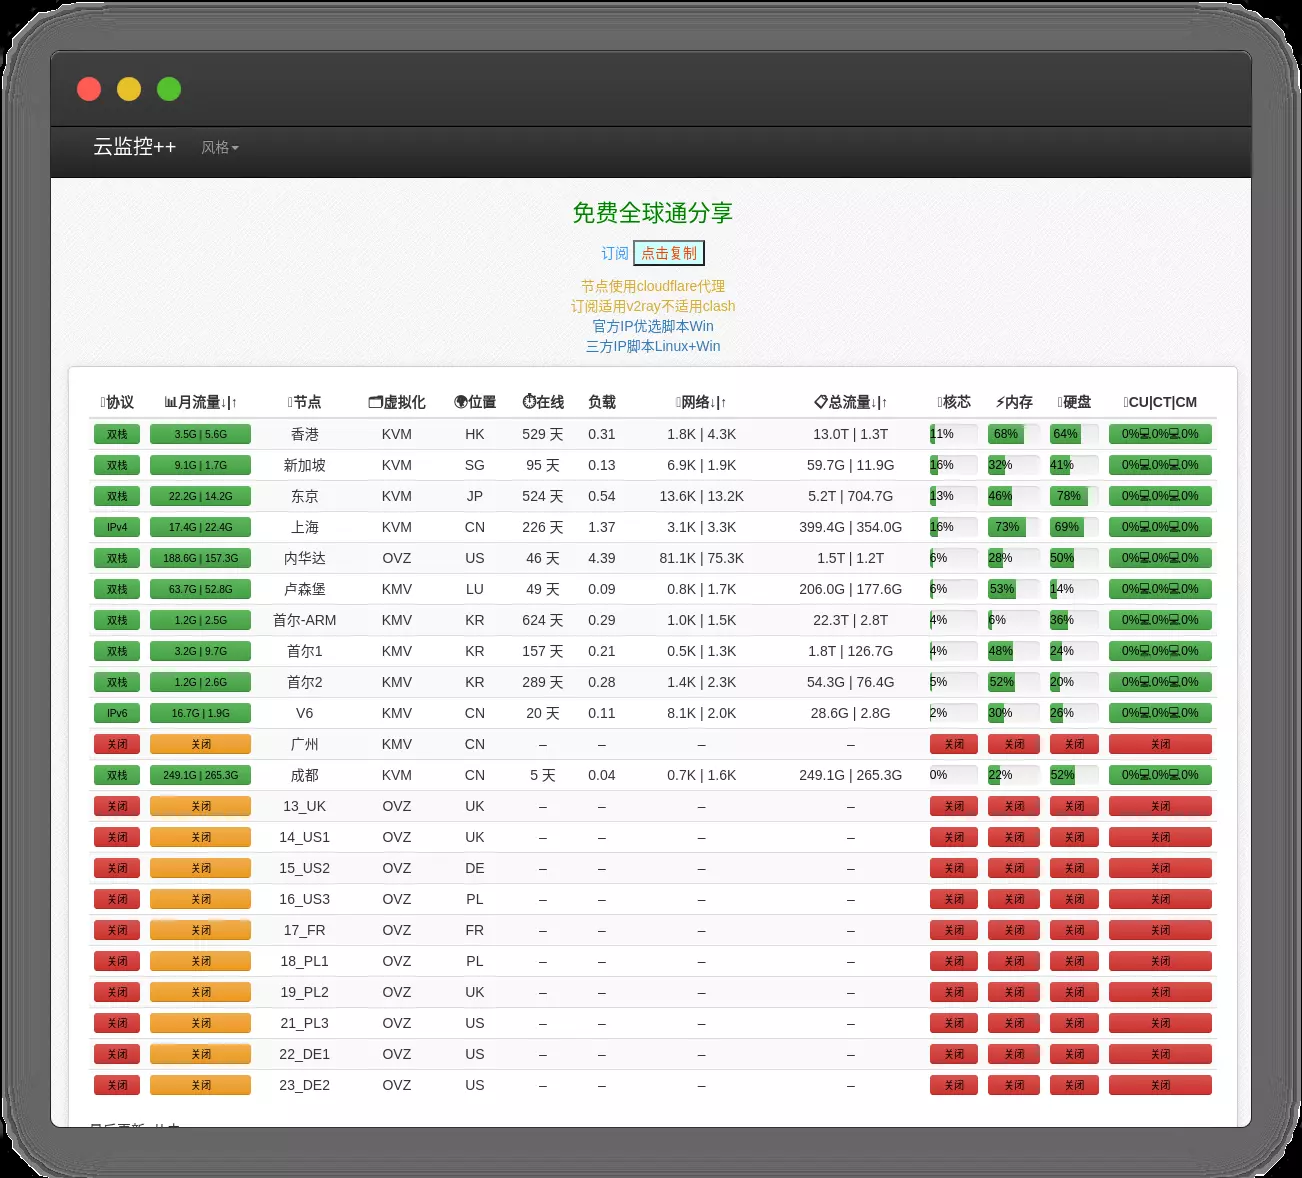 云监控++ 风格
免费全球通分享
订阅 点击复制
节点使用cloudflare代理
订阅适用v2ray不适用clash
官方IP优选脚本Win
三方IP脚本Linux+Win
协议 月流量↓|↑ 节点 虚拟化 位置 在线 负载 网络↓|↑ 总流量↓|↑ 核芯 内存 硬盘 CU|CT|CM
双栈 3.5G | 5.6G 香港 KVM HK 529 天 0.31 1.8K | 4.3K 13.0T | 1.3T 11% 68% 64% 0% 0% 0%
双栈 9.1G | 1.7G 新加坡 KVM SG 95 天 0.13 6.9K | 1.9K 59.7G | 11.9G 16% 32% 41% 0% 0% 0%
双栈 22.2G | 14.2G 东京 KVM JP 524 天 0.54 13.6K | 13.2K 5.2T | 704.7G 13% 46% 78% 0% 0% 0%
IPv4 17.4G | 22.4G 上海 KVM CN 226 天 1.37 3.1K | 3.3K 399.4G | 354.0G 16% 73% 69% 0% 0% 0%
双栈 188.6G | 157.3G 内华达 OVZ US 46 天 4.39 81.1K | 75.3K 1.5T | 1.2T 6% 28% 50% 0% 0% 0%
双栈 63.7G | 52.8G 卢森堡 KMV LU 49 天 0.09 0.8K | 1.7K 206.0G | 177.6G 6% 53% 14% 0% 0% 0%
双栈 1.2G | 2.5G 首尔-ARM KMV KR 624 天 0.29 1.0K | 1.5K 22.3T | 2.8T 4% 6% 36% 0% 0% 0%
双栈 3.2G | 9.7G 首尔1 KMV KR 157 天 0.21 0.5K | 1.3K 1.8T | 126.7G 4% 48% 24% 0% 0% 0%
双栈 1.2G | 2.6G 首尔2 KMV KR 289 天 0.28 1.4K | 2.3K 54.3G | 76.4G 5% 52% 20% 0% 0% 0%
IPv6 16.7G | 1.9G V6 KMV CN 20 天 0.11 8.1K | 2.0K 28.6G | 2.8G 2% 30% 26% 0% 0% 0%
关闭 关闭 广州 KMV CN – – – – 关闭 关闭 关闭 关闭
双栈 249.1G | 265.3G 成都 KVM CN 5 天 0.04 0.7K | 1.6K 249.1G | 265.3G 0% 22% 52% 0% 0% 0%
关闭 关闭 13_UK OVZ UK – – – – 关闭 关闭 关闭 关闭
关闭 关闭 14_US1 OVZ UK – – – – 关闭 关闭 关闭 关闭
关闭 关闭 15_US2 OVZ DE – – – – 关闭 关闭 关闭 关闭
关闭 关闭 16_US3 OVZ PL – – – – 关闭 关闭 关闭 关闭
关闭 关闭 17_FR OVZ FR – – – – 关闭 关闭 关闭 关闭
关闭 关闭 18_PL1 OVZ PL – – – – 关闭 关闭 关闭 关闭
关闭 关闭 19_PL2 OVZ UK – – – – 关闭 关闭 关闭 关闭
关闭 关闭 21_PL3 OVZ US – – – – 关闭 关闭 关闭 关闭
关闭 关闭 22_DE1 OVZ US – – – – 关闭 关闭 关闭 关闭
关闭 关闭 23_DE2 OVZ US – – – – 关闭 关闭 关闭 关闭